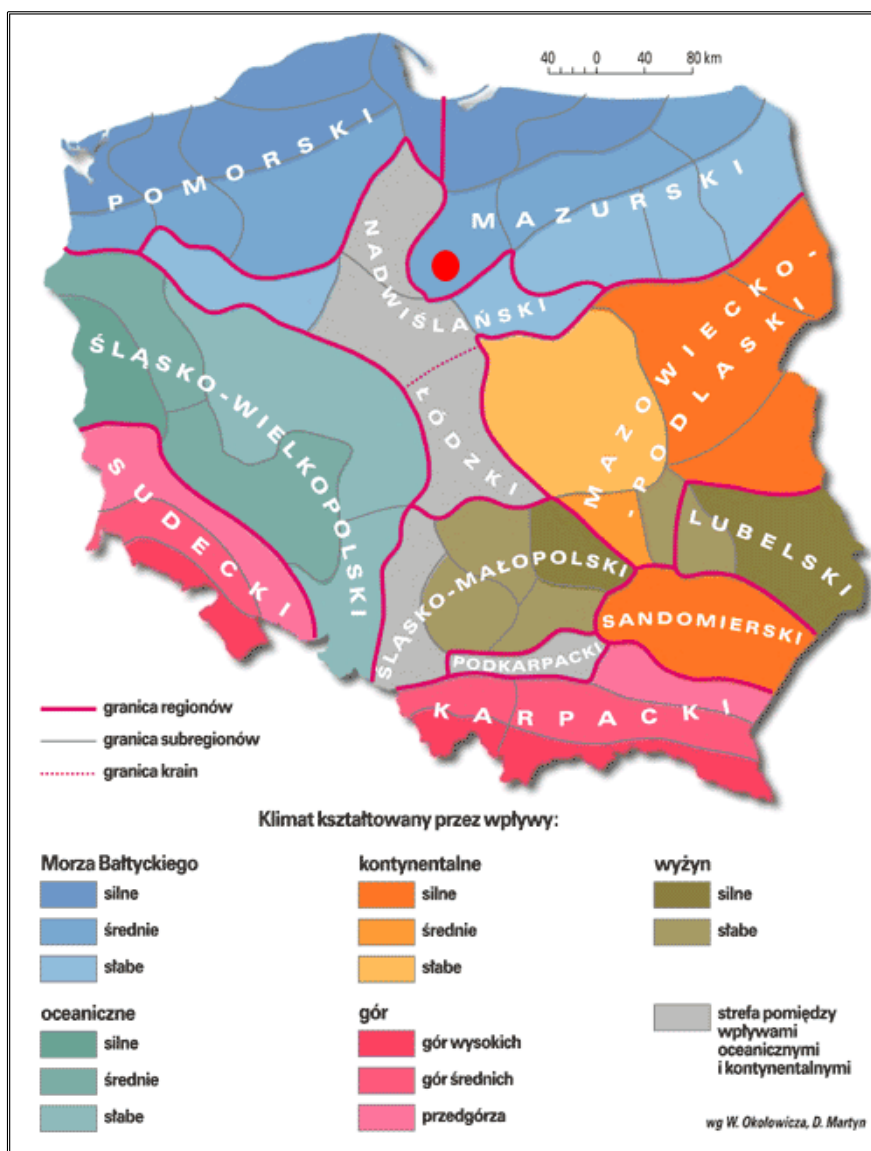 40 0 40 80 km
POMORSKI
MAZURSKI
NADWIŚLAŃSKI
MAZOWIECKO-
-PODLASKI
ŚLĄSKO-WIELKOPOLSKI
ŁÓDZKI
SUDECKI
LUBELSKI
ŚLĄSKO-MAŁOPOLSKI
SANDOMIERSKI
PODKARPACKI
KARPACKI
granica regionów
granica subregionów
granica krain
Klimat kształtowany przez wpływy:
Morza Bałtyckiego
silne
średnie
słabe
kontynentalne
silne
średnie
słabe
wyżyn
silne
słabe
oceaniczne
silne
średnie
słabe
gór
gór wysokich
gór średnich
przedgórza
strefa pomiędzy
wpływami
oceanicznymi
i kontynentalnymi
wg W. Okołowicza, D. Martyn